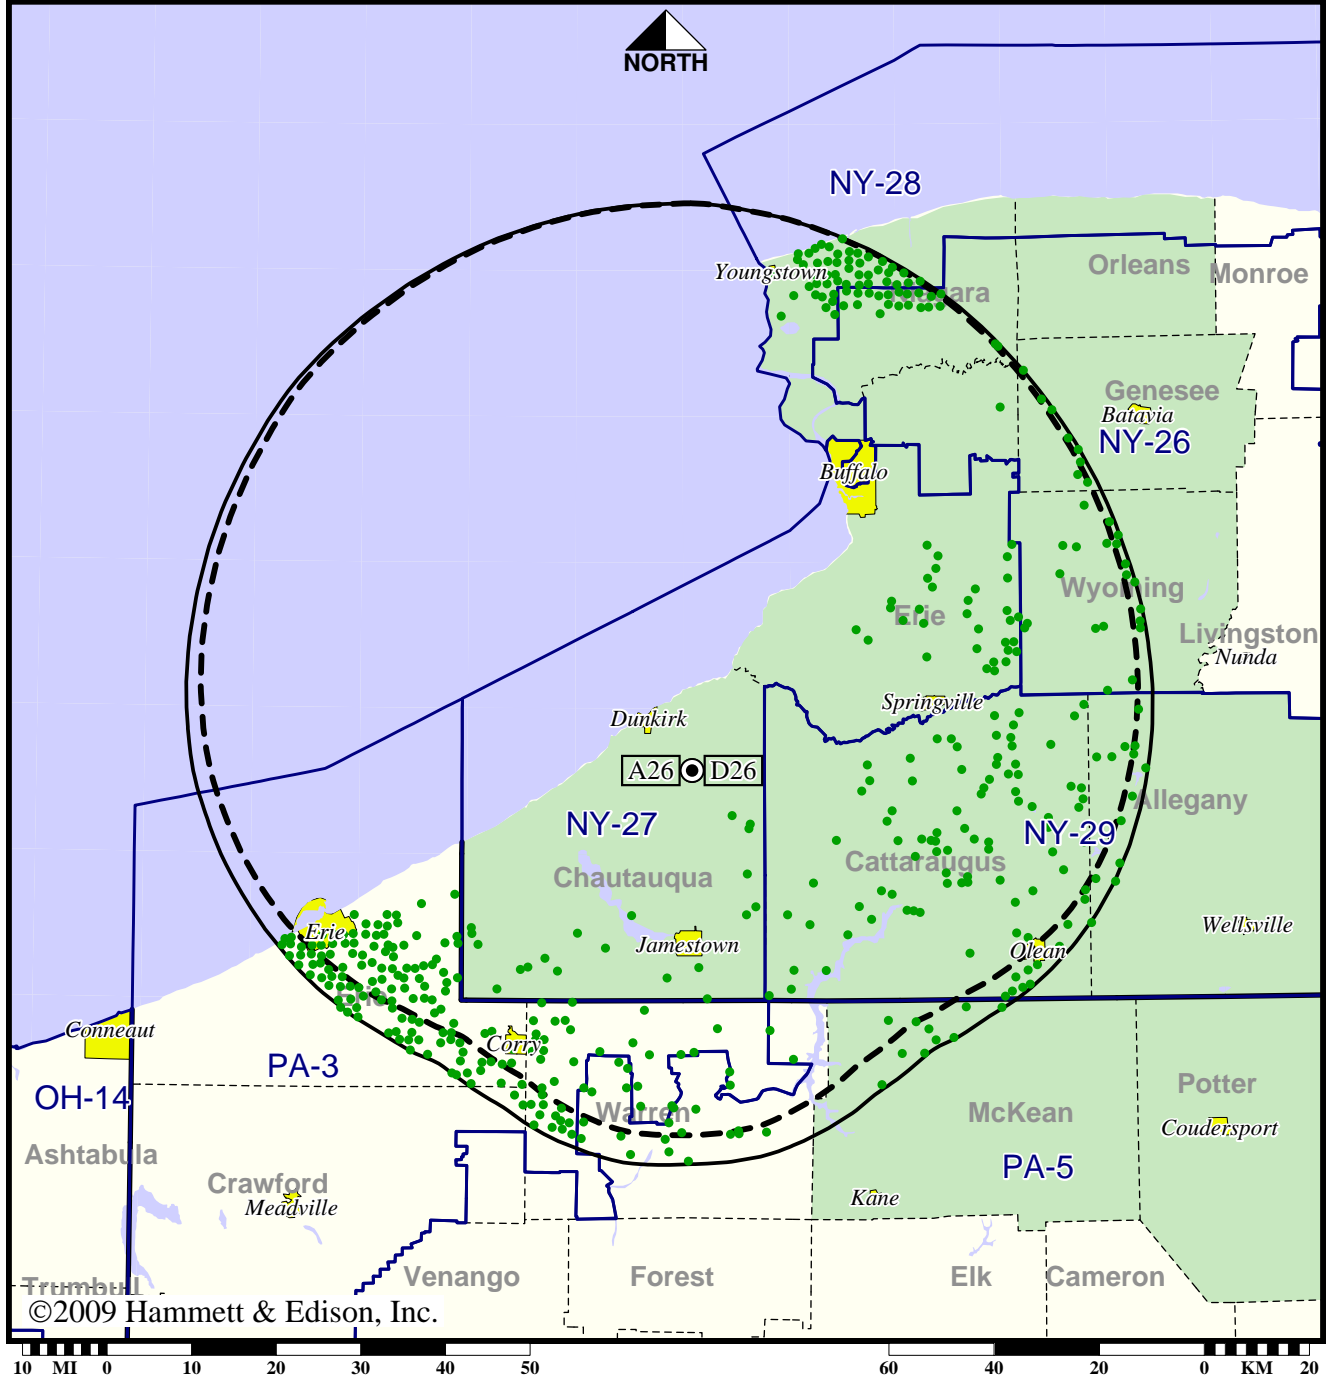 NORTH
NY-28
Orleans
Monroe
Youngstown
Niagara
Genesee
Batavia
NY-26
Buffalo
Wyoming
Erie
Livingston
Nunda
Springville
Dunkirk
A26 D26
Allegany
NY-27
NY-29
Cattaraugus
Chautauqua
Wellsville
Erie
Jamestown
Olean
Erie
Conneaut
Corry
PA-3
OH-14
Potter
Warren
McKean
Coudersport
Ashtabula
PA-5
Crawford
Kane
Meadville
Venango
Forest
Elk
Cameron
Trumbull
©2009 Hammett & Edison, Inc.
10 MI 0 10 20 30 40 50 60 40 20 0 KM 20